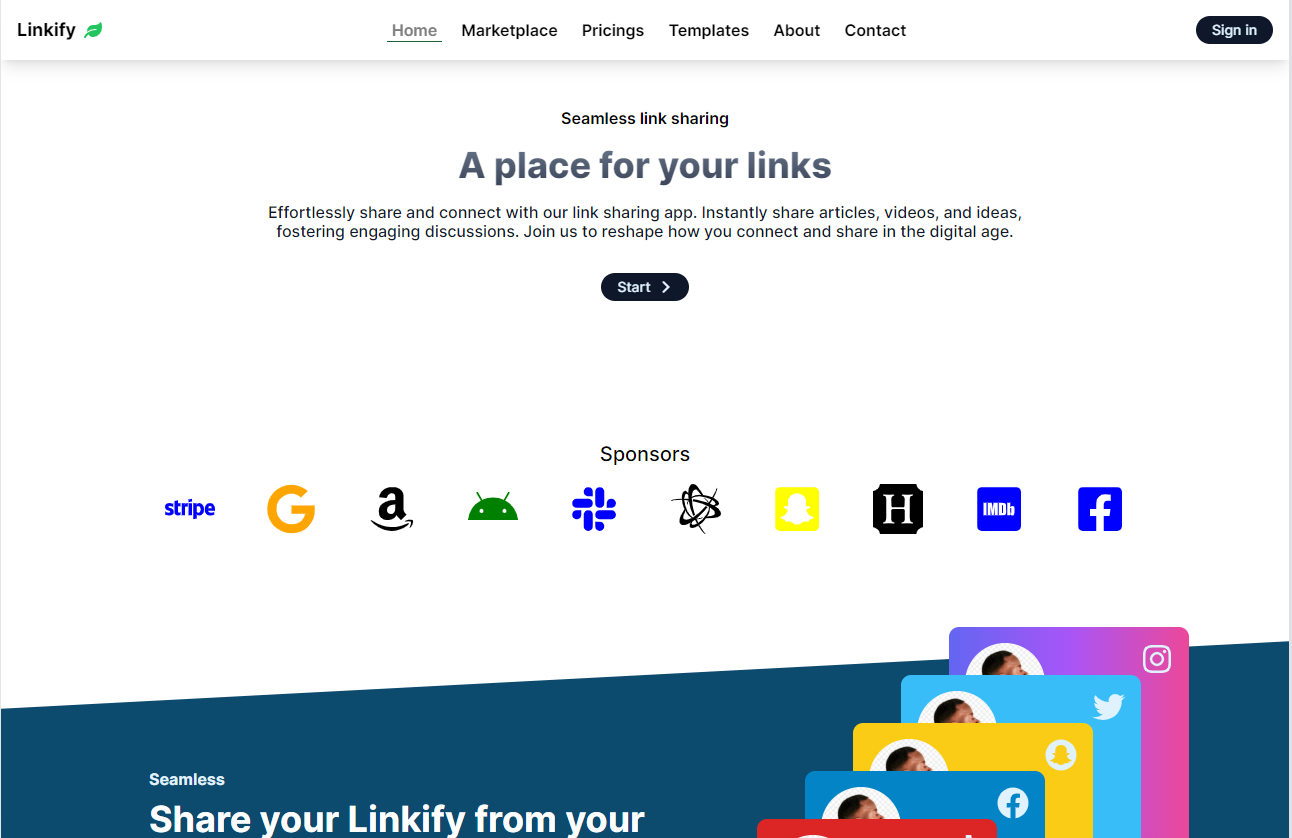 Linkify
Home Marketplace Pricings Templates About Contact
Sign in
Seamless link sharing
A place for your links
Effortlessly share and connect with our link sharing app. Instantly share articles, videos, and ideas,
fostering engaging discussions. Join us to reshape how you connect and share in the digital age.
Start
Sponsors
stripe G a H IMDb f
Seamless
Share your Linkify from your